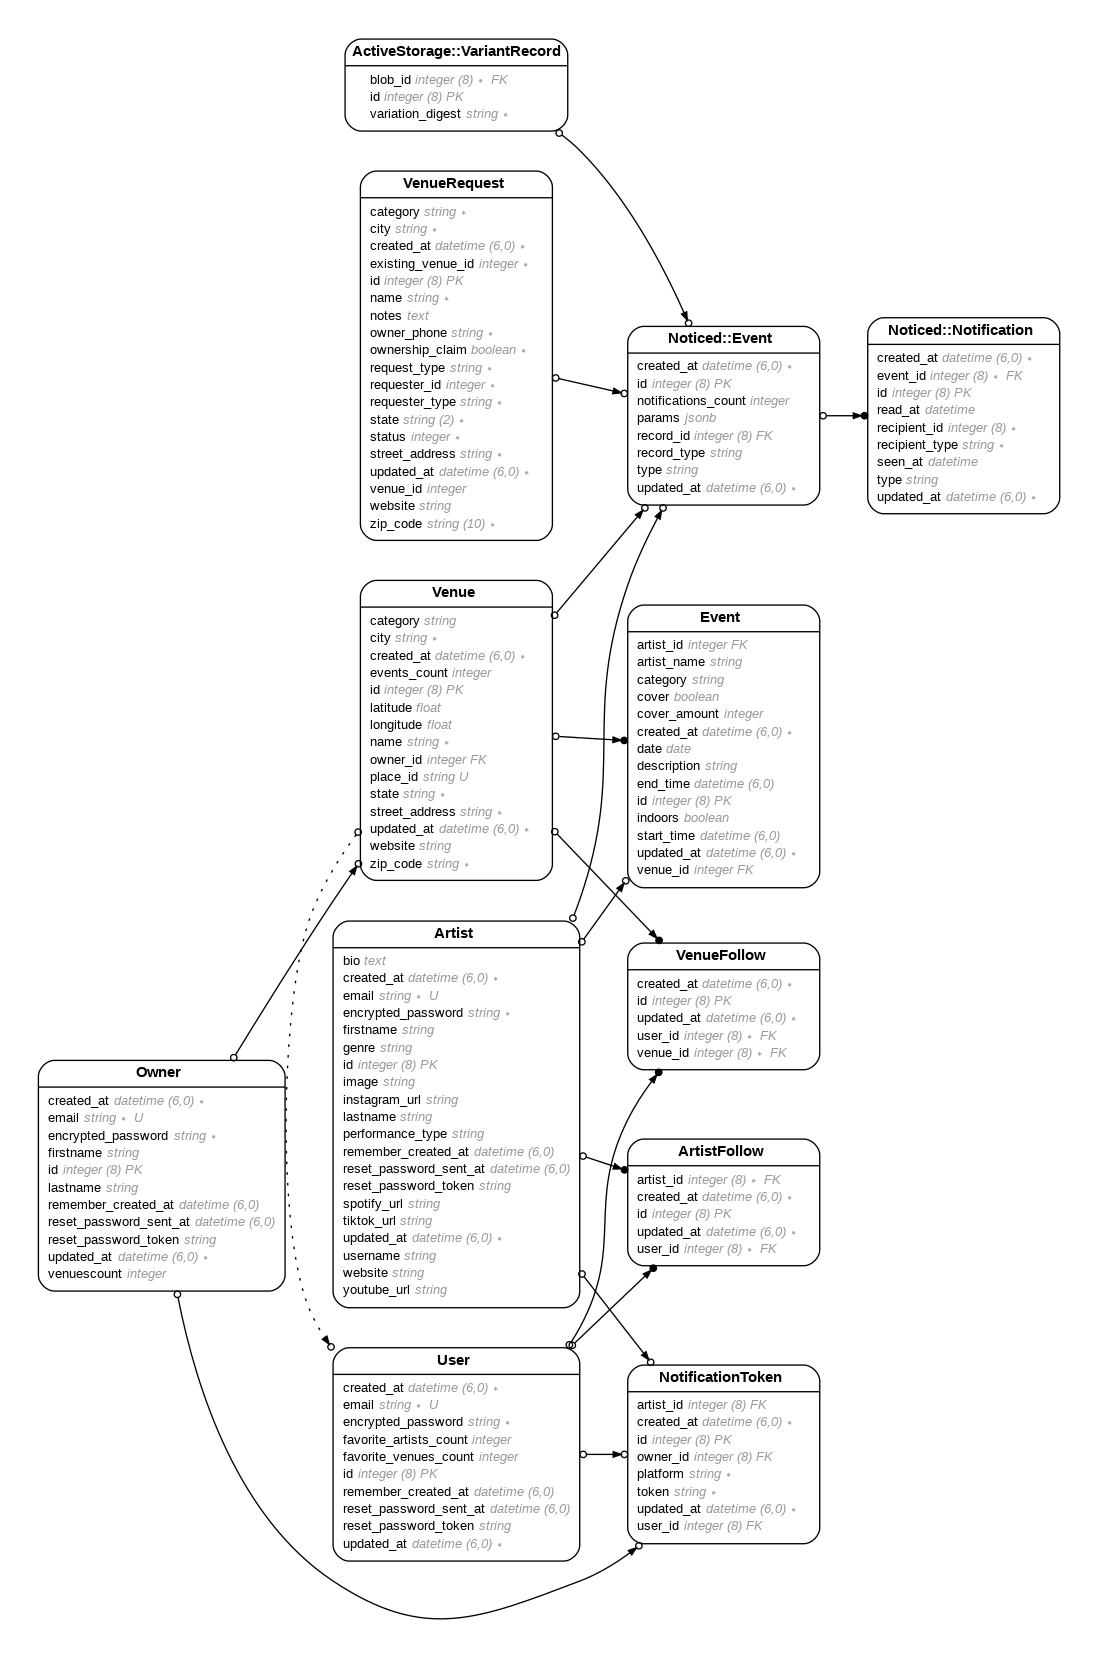 ActiveStorage::VariantRecord
blob_id integer (8) ∗ FK
id integer (8) PK
variation_digest string ∗
VenueRequest
category string ∗
city string ∗
created_at datetime (6,0) ∗
existing_venue_id integer ∗
id integer (8) PK
name string ∗
notes text
owner_phone string ∗
ownership_claim boolean ∗
request_type string ∗
requester_id integer ∗
requester_type string ∗
state string (2) ∗
status integer ∗
street_address string ∗
updated_at datetime (6,0) ∗
venue_id integer
website string
zip_code string (10) ∗
Noticed::Event
created_at datetime (6,0) ∗
id integer (8) PK
notifications_count integer
params jsonb
record_id integer (8) FK
record_type string
type string
updated_at datetime (6,0) ∗
Noticed::Notification
created_at datetime (6,0) ∗
event_id integer (8) ∗ FK
id integer (8) PK
read_at datetime
recipient_id integer (8) ∗
recipient_type string ∗
seen_at datetime
type string
updated_at datetime (6,0) ∗
Venue
category string
city string ∗
created_at datetime (6,0) ∗
events_count integer
id integer (8) PK
latitude float
longitude float
name string ∗
owner_id integer FK
place_id string U
state string ∗
street_address string ∗
updated_at datetime (6,0) ∗
website string
zip_code string ∗
Event
artist_id integer FK
artist_name string
category string
cover boolean
cover_amount integer
created_at datetime (6,0) ∗
date date
description string
end_time datetime (6,0)
id integer (8) PK
indoors boolean
start_time datetime (6,0)
updated_at datetime (6,0) ∗
venue_id integer FK
Artist
bio text
created_at datetime (6,0) ∗
email string ∗ U
encrypted_password string ∗
firstname string
genre string
id integer (8) PK
image string
instagram_url string
lastname string
performance_type string
remember_created_at datetime (6,0)
reset_password_sent_at datetime (6,0)
reset_password_token string
spotify_url string
tiktok_url string
updated_at datetime (6,0) ∗
username string
website string
youtube_url string
VenueFollow
created_at datetime (6,0) ∗
id integer (8) PK
updated_at datetime (6,0) ∗
user_id integer (8) ∗ FK
venue_id integer (8) ∗ FK
Owner
created_at datetime (6,0) ∗
email string ∗ U
encrypted_password string ∗
firstname string
id integer (8) PK
lastname string
remember_created_at datetime (6,0)
reset_password_sent_at datetime (6,0)
reset_password_token string
updated_at datetime (6,0) ∗
venuescount integer
ArtistFollow
artist_id integer (8) ∗ FK
created_at datetime (6,0) ∗
id integer (8) PK
updated_at datetime (6,0) ∗
user_id integer (8) ∗ FK
User
created_at datetime (6,0) ∗
email string ∗ U
encrypted_password string ∗
favorite_artists_count integer
favorite_venues_count integer
id integer (8) PK
remember_created_at datetime (6,0)
reset_password_sent_at datetime (6,0)
reset_password_token string
updated_at datetime (6,0) ∗
NotificationToken
artist_id integer (8) FK
created_at datetime (6,0) ∗
id integer (8) PK
owner_id integer (8) FK
platform string ∗
token string ∗
updated_at datetime (6,0) ∗
user_id integer (8) FK